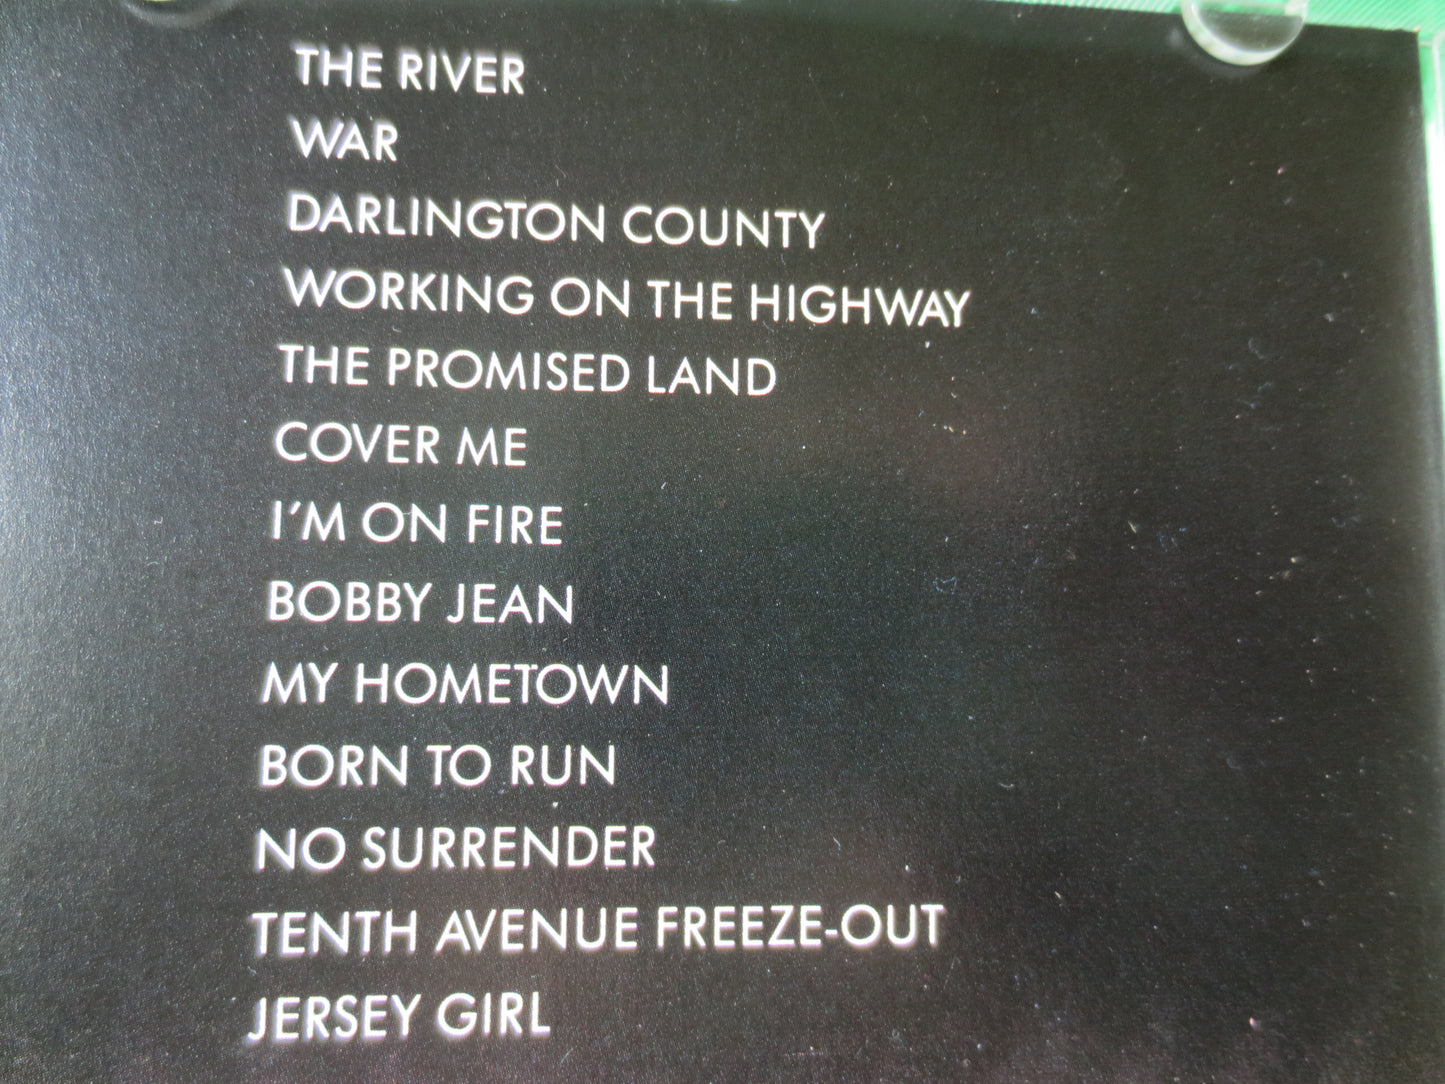 THE RIVER
WAR
DARLINGTON COUNTY
WORKING ON THE HIGHWAY
THE PROMISED LAND
COVER ME
I'M ON FIRE
BOBBY JEAN
MY HOMETOWN
BORN TO RUN
NO SURRENDER
TENTH AVENUE FREEZE-OUT
JERSEY GIRL